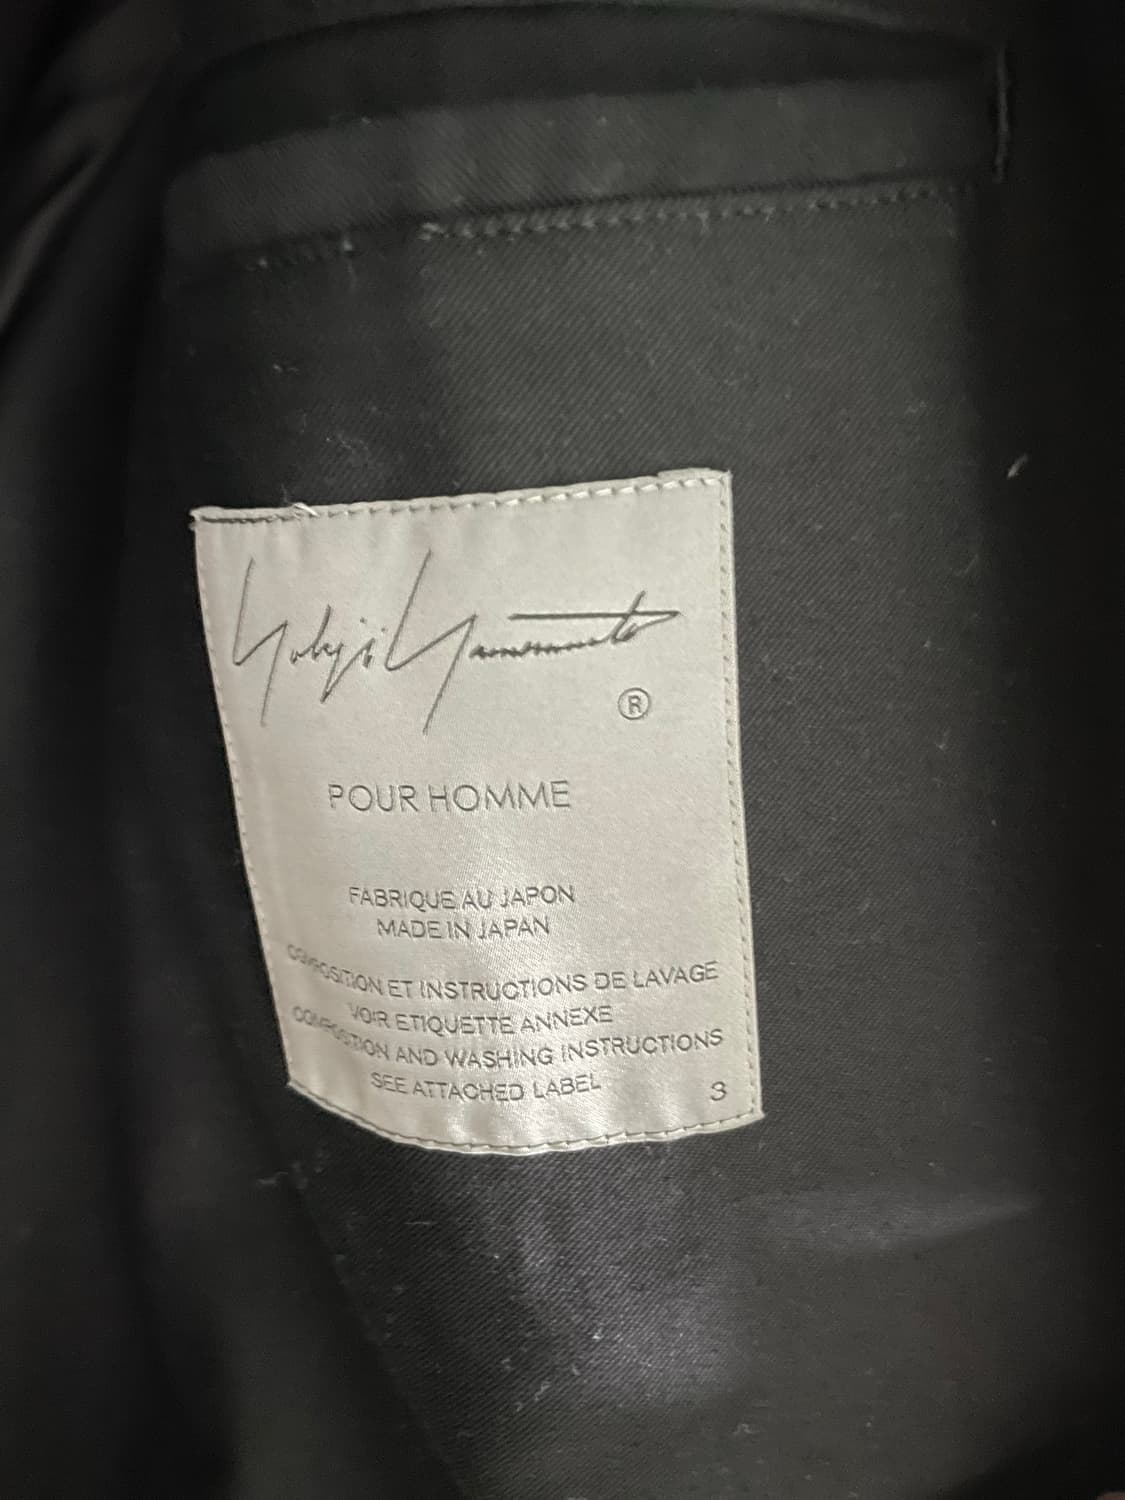 Yohji Yamamoto
®
POUR HOMME
FABRIQUE AU JAPON
MADE IN JAPAN
COMPOSITION ET INSTRUCTIONS DE LAVAGE
VOIR ETIQUETTE ANNEXE
COMPOSITION AND WASHING INSTRUCTIONS
SEE ATTACHED LABEL
3